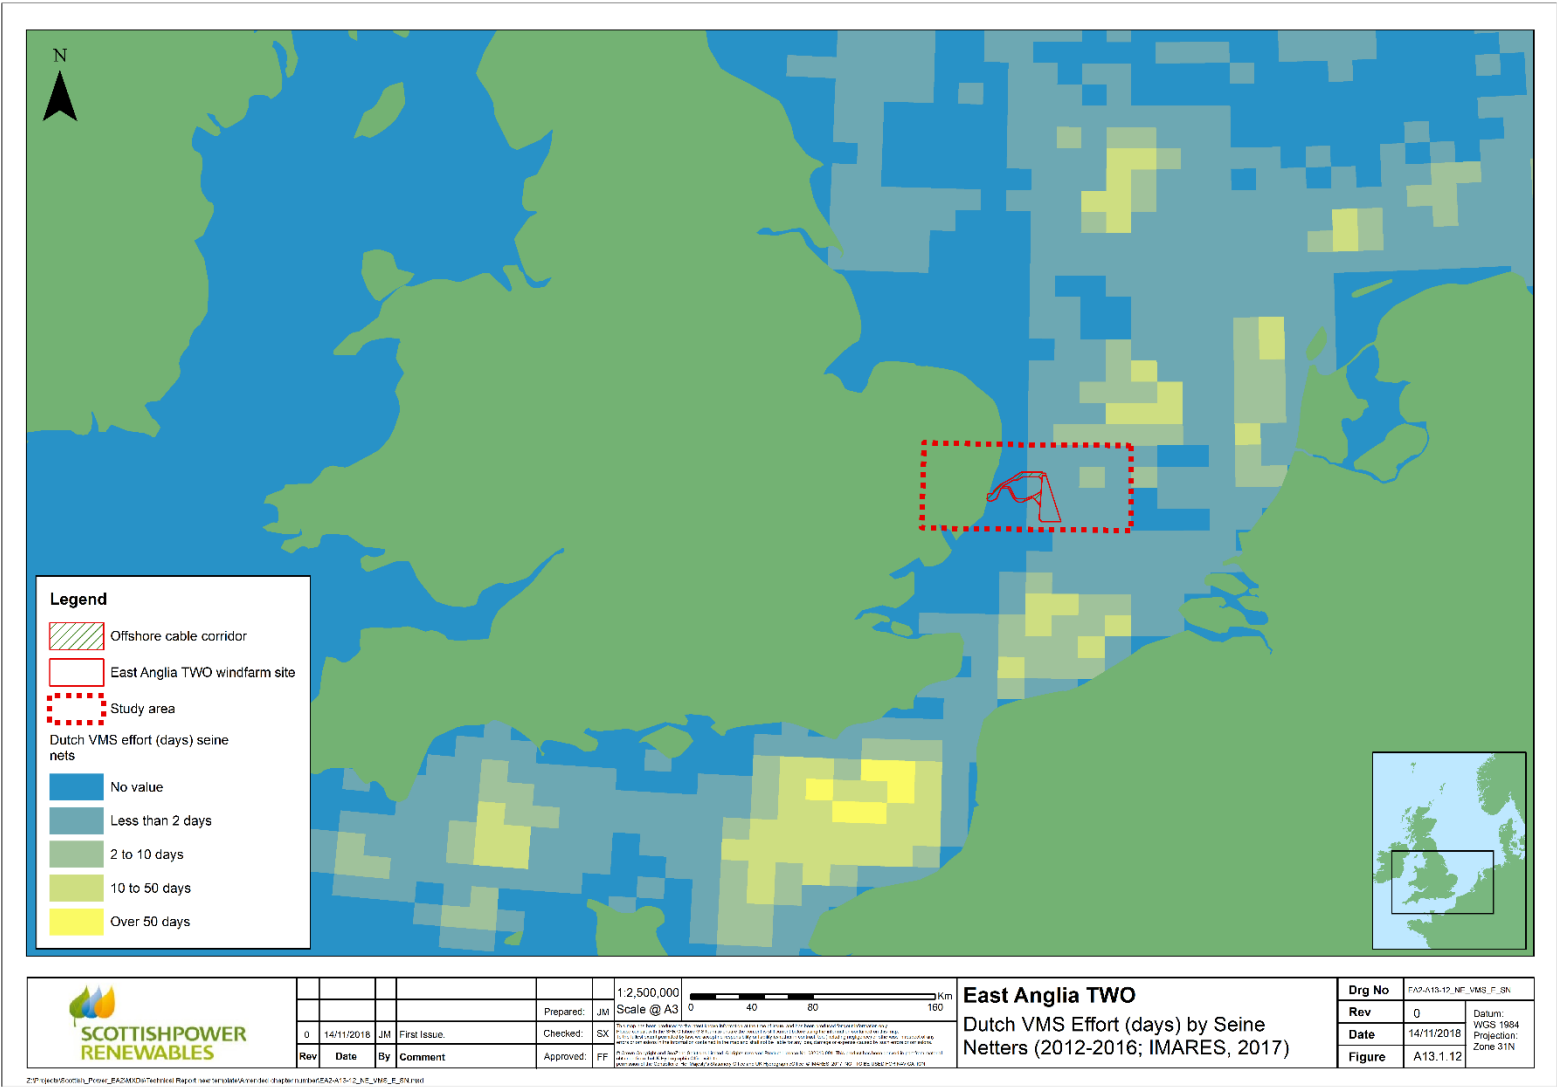 N
Legend
Offshore cable corridor
East Anglia TWO windfarm site
Study area
Dutch VMS effort (days) seine
nets
No value
Less than 2 days
2 to 10 days
10 to 50 days
Over 50 days
SCOTTISHPOWER
RENEWABLES
0 14/11/2018 JM First Issue.
Rev Date By Comment
Prepared: JM
Checked: SX
Approved: FF
1:2,500,000
Scale @ A3
0 40 80 160 Km
East Anglia TWO
Dutch VMS Effort (days) by Seine
Netters (2012-2016; IMARES, 2017)
Drg No EA2-A13-12_NE_VMS_E_SN
Rev 0
Date 14/11/2018
Figure A13.1.12
Datum:
WGS 1984
Projection:
Zone 31N